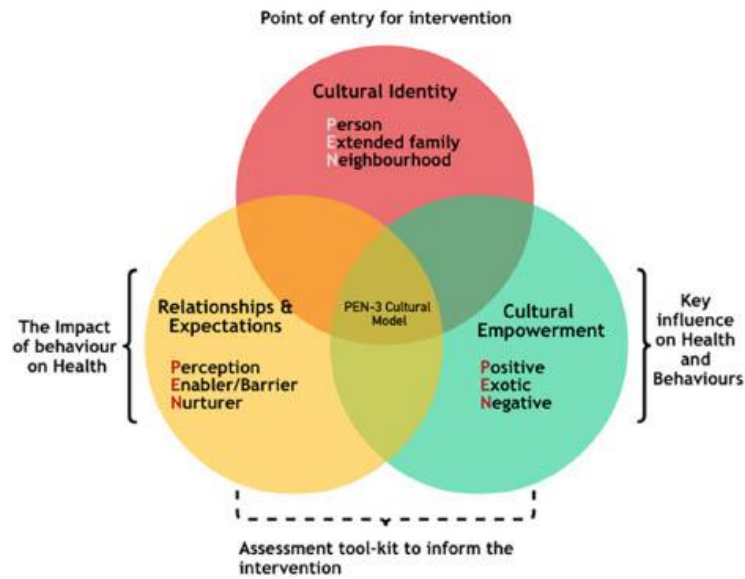 Point of entry for intervention
Cultural Identity
Person
Extended family
Neighbourhood
The Impact
of behaviour
on Health
Relationships &
Expectations
Perception
Enabler/Barrier
Nurturer
PEN-3 Cultural
Model
Cultural
Empowerment
Positive
Exotic
Negative
Key
influence
on Health
and
Behaviours
Assessment tool-kit to inform the
intervention